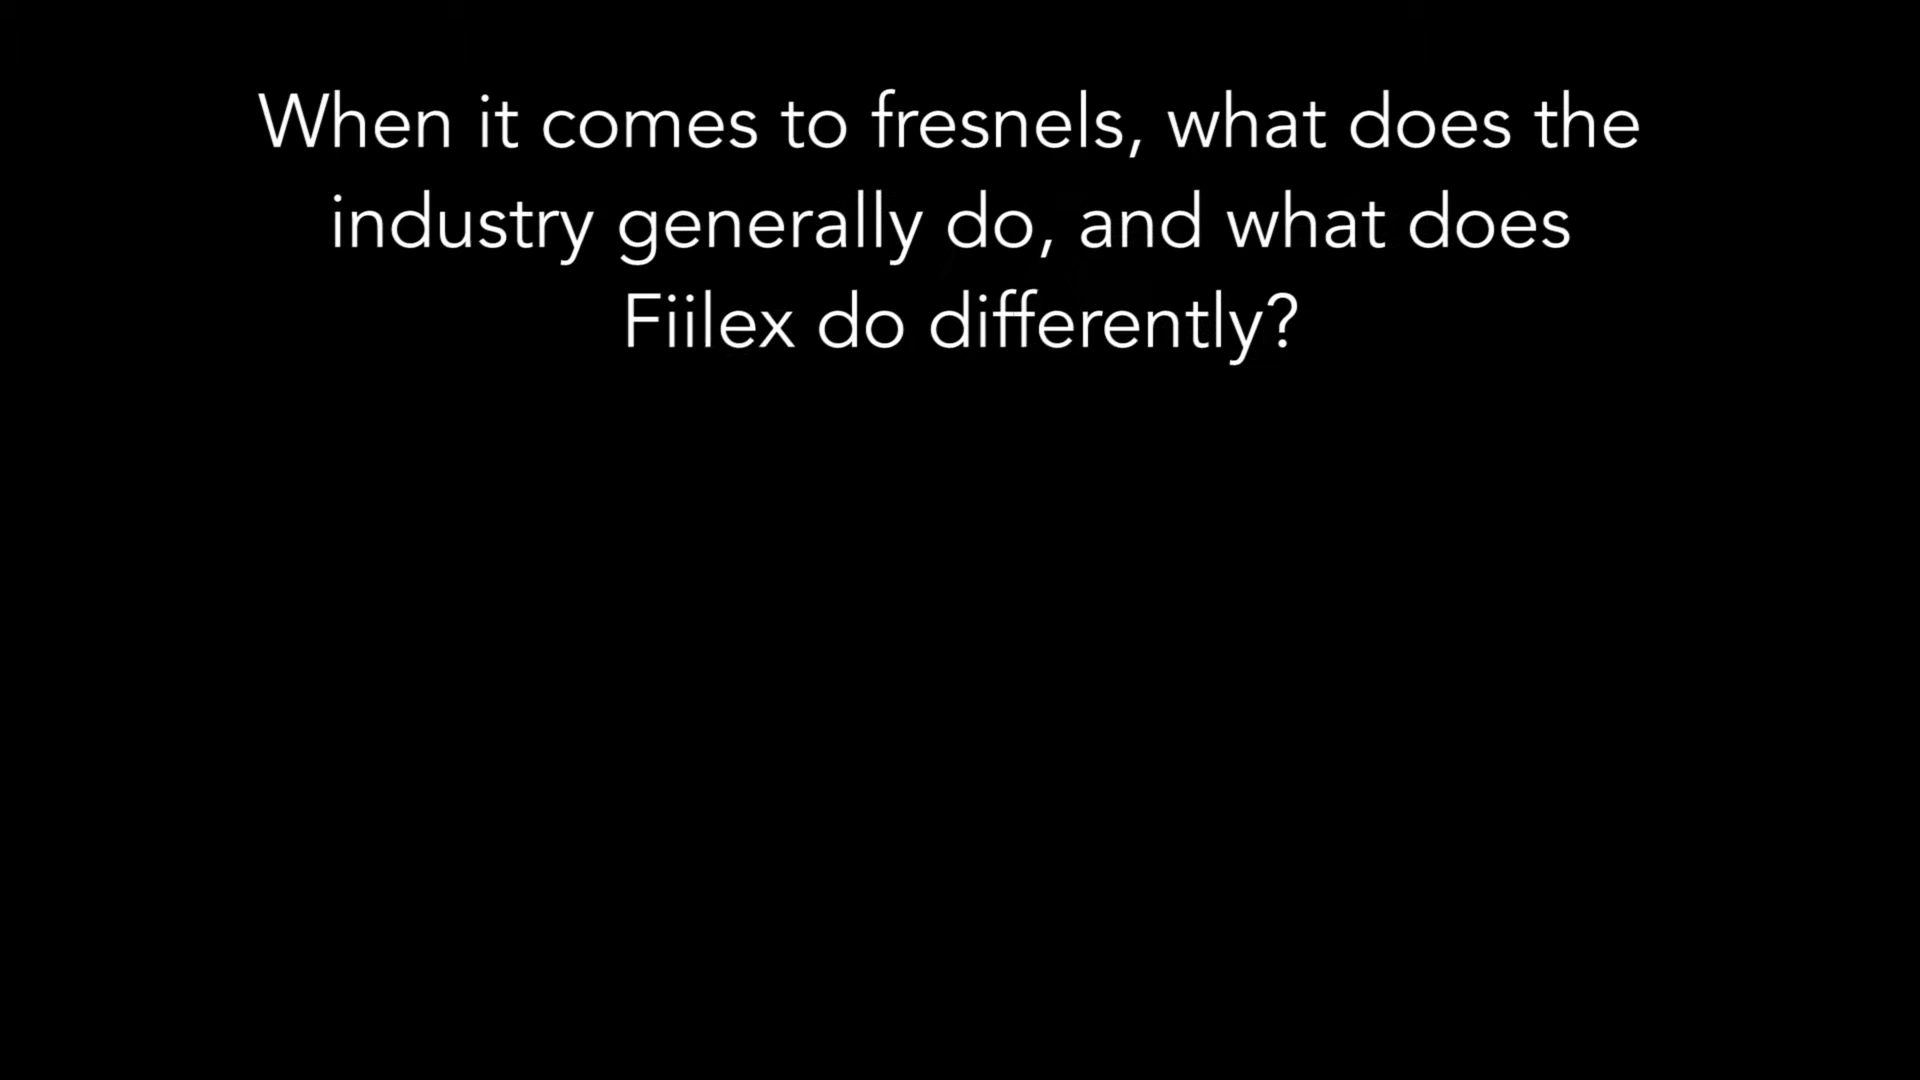 When it comes to fresnels, what does the
industry generally do, and what does
Fiilex do differently?